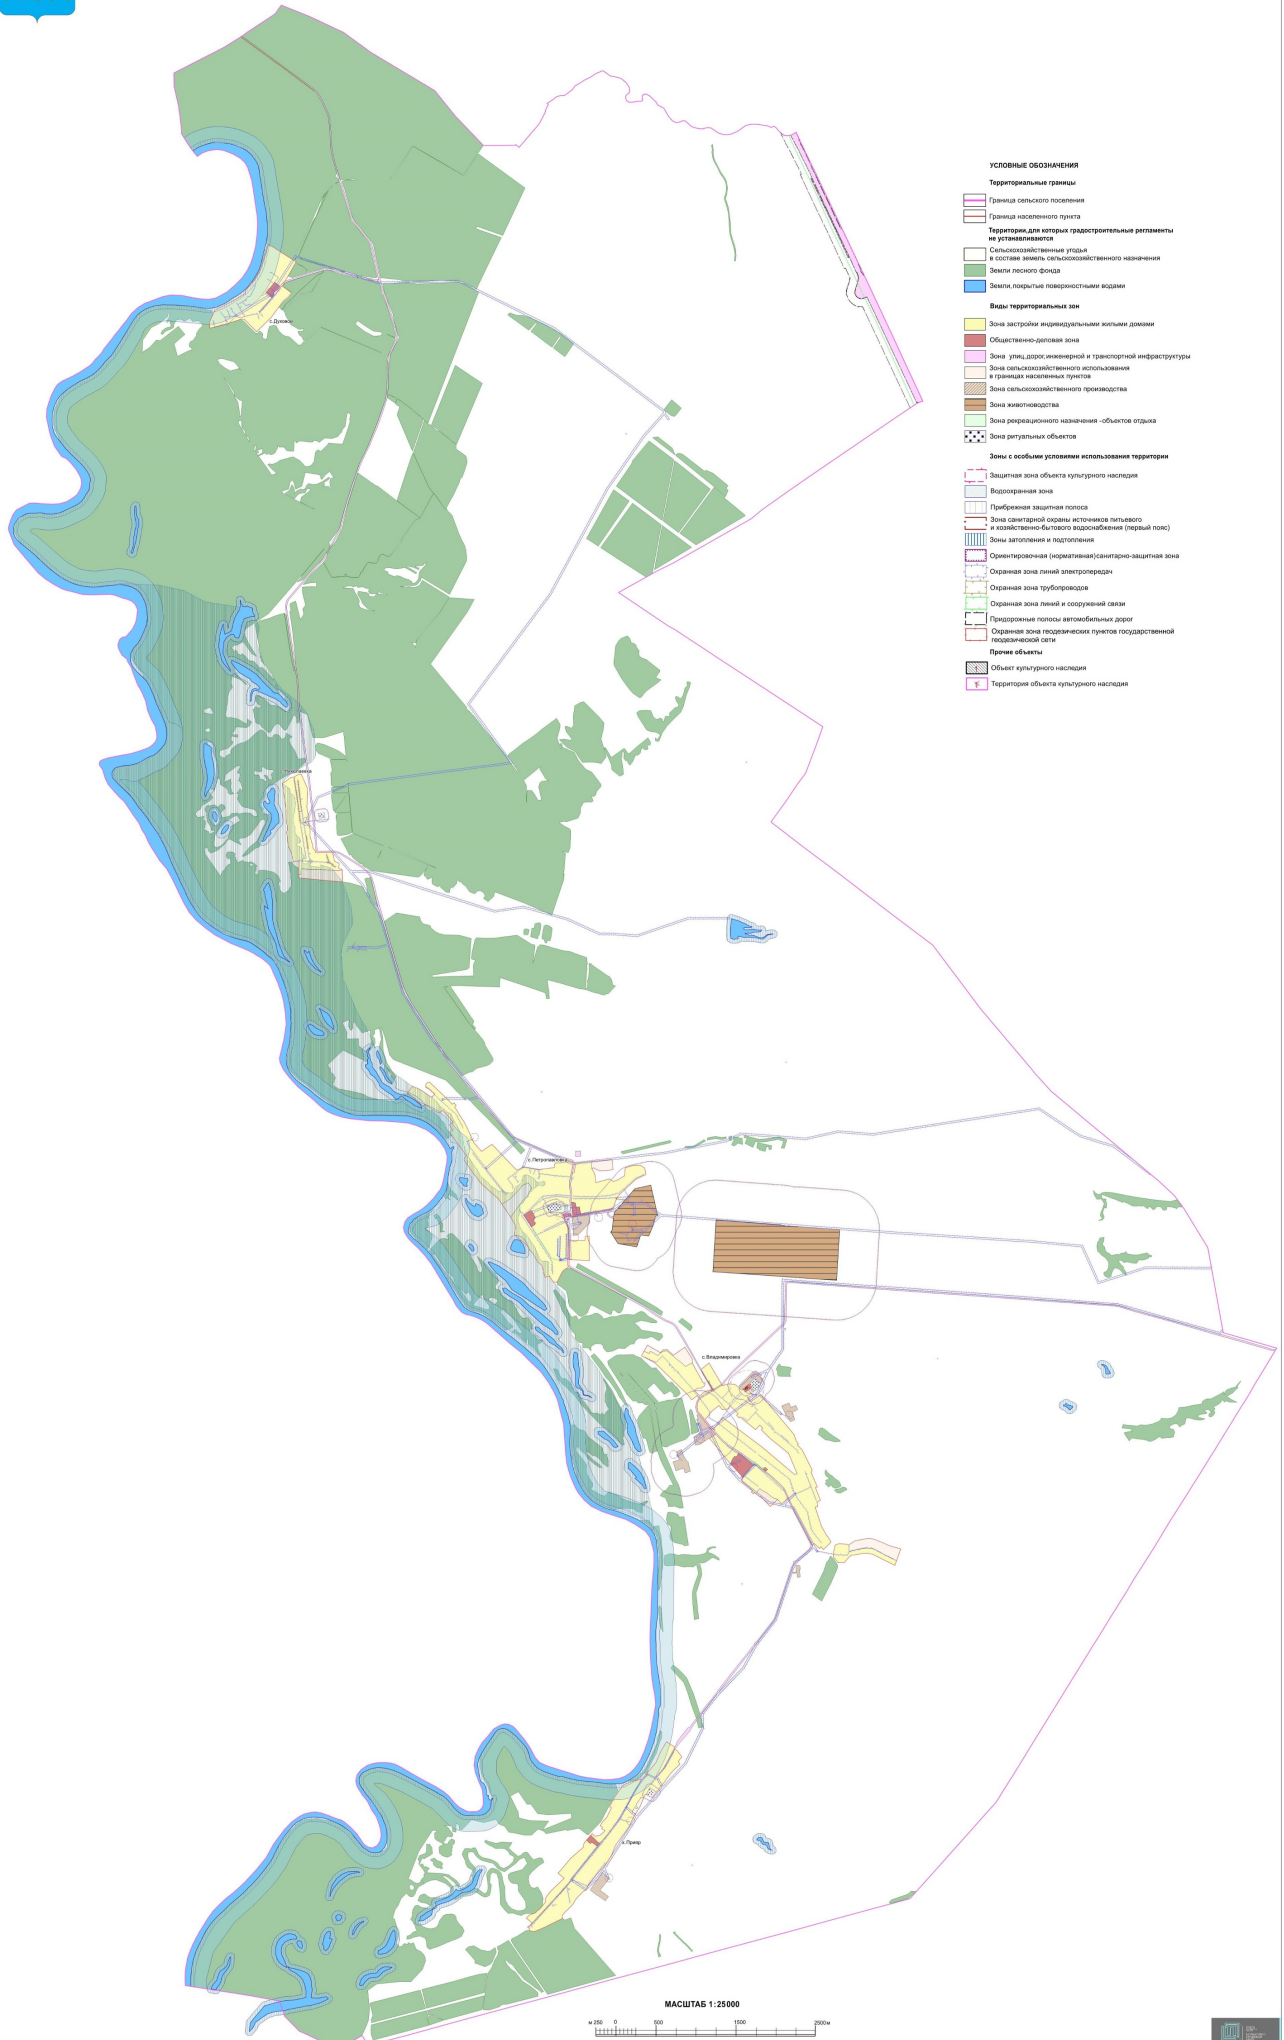 УСЛОВНЫЕ ОБОЗНАЧЕНИЯ
Территориальные границы
Граница сельского поселения
Граница населенного пункта
Территории,для которых градостроительные регламенты
не устанавливаются
Сельскохозяйственные угодья
в составе земель сельскохозяйственного назначения
Земли лесного фонда
Земли,покрытые поверхностными водами
Виды территориальных зон
Зона застройки индивидуальными жилыми домами
Общественно-деловая зона
Зона улиц,дорог,инженерной и транспортной инфраструктуры
Зона сельскохозяйственного использования
в границах населенных пунктов
Зона сельскохозяйственного производства
Зона животноводства
Зона рекреационного назначения -объектов отдыха
Зона ритуальных объектов
Зоны с особыми условиями использования территории
Защитная зона объекта культурного наследия
Водоохранная зона
Прибрежная защитная полоса
Зона санитарной охраны источников питьевого
и хозяйственно-бытового водоснабжения (первый пояс)
Зоны затопления и подтопления
Ориентировочная (нормативная)санитарно-защитная зона
Охранная зона линий электропередач
Охранная зона трубопроводов
Охранная зона линий и сооружений связи
Придорожные полосы автомобильных дорог
Охранная зона геодезических пунктов государственной
геодезической сети
Прочие объекты
Объект культурного наследия
Территория объекта культурного наследия
с.Духовое
с.Петропавловка
с.Владимировка
МАСШТАБ 1:25000
м 250 0 500 1500 2500м